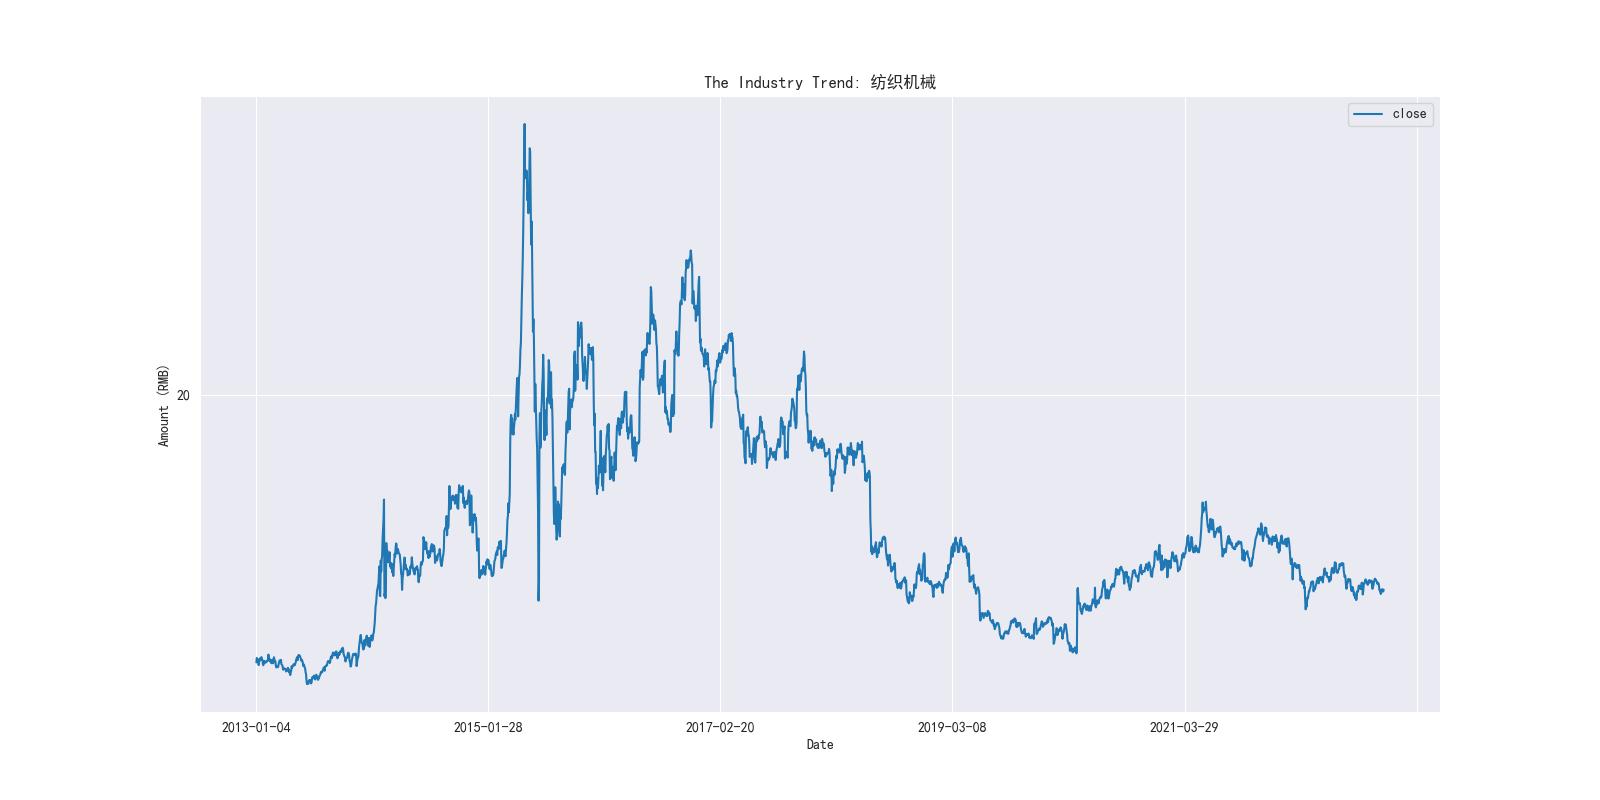 The Industry Trend: 纺织机械
close
Amount (RMB)
20
2013-01-04 2015-01-28 2017-02-20 2019-03-08 2021-03-29
Date